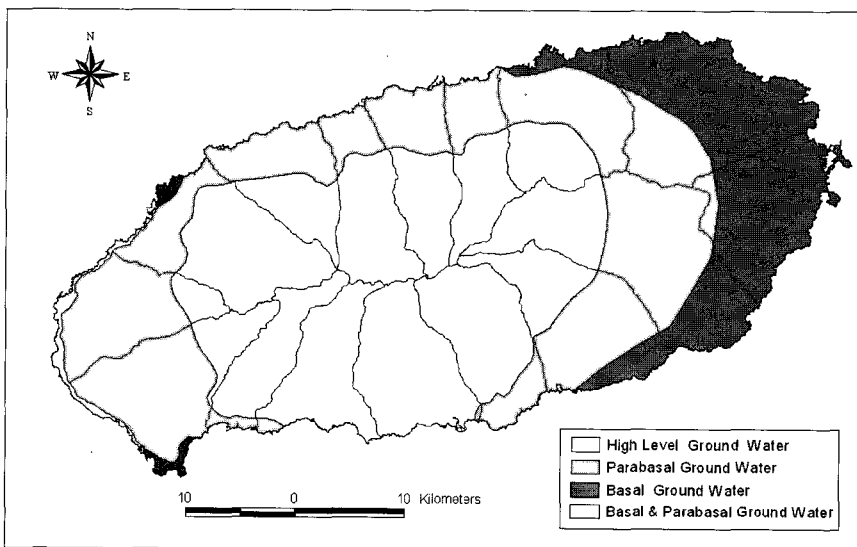 N
W E
S
High Level Ground Water
Parabasal Ground Water
Basal Ground Water
Basal & Parabasal Ground Water
10 0 10 Kilometers